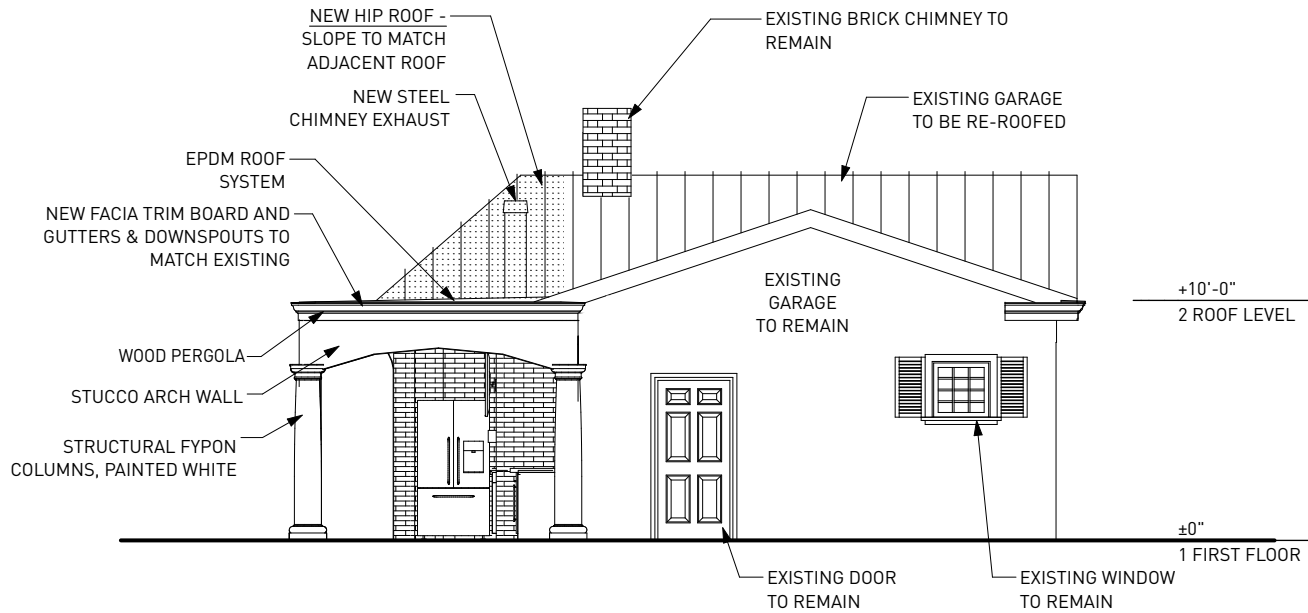 NEW HIP ROOF -
SLOPE TO MATCH
ADJACENT ROOF
EXISTING BRICK CHIMNEY TO
REMAIN
NEW STEEL
CHIMNEY EXHAUST
EXISTING GARAGE
TO BE RE-ROOFED
EPDM ROOF
SYSTEM
NEW FACIA TRIM BOARD AND
GUTTERS & DOWNSPOUTS TO
MATCH EXISTING
EXISTING
GARAGE
TO REMAIN
+10'-0"
2 ROOF LEVEL
WOOD PERGOLA
STUCCO ARCH WALL
STRUCTURAL FYPON
COLUMNS, PAINTED WHITE
±0"
1 FIRST FLOOR
EXISTING DOOR
TO REMAIN
EXISTING WINDOW
TO REMAIN